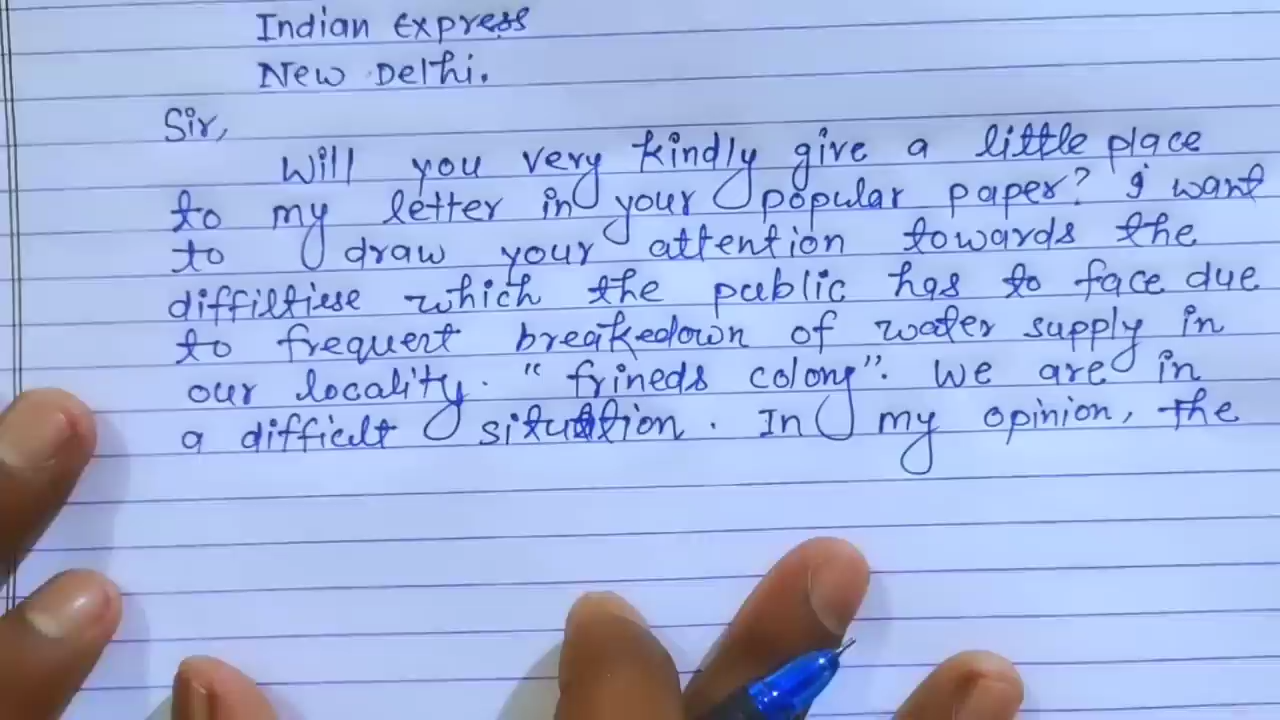 Indian express
New Delhi.
Sir,
Will you very kindly give a little place
to my letter in your popular paper? I want
to draw your attention towards the
diffiltiese which the public has to face due
to frequert breakedown of water supply in
our locality. "frineds colony". We are in
a difficult situation. In my opinion, the